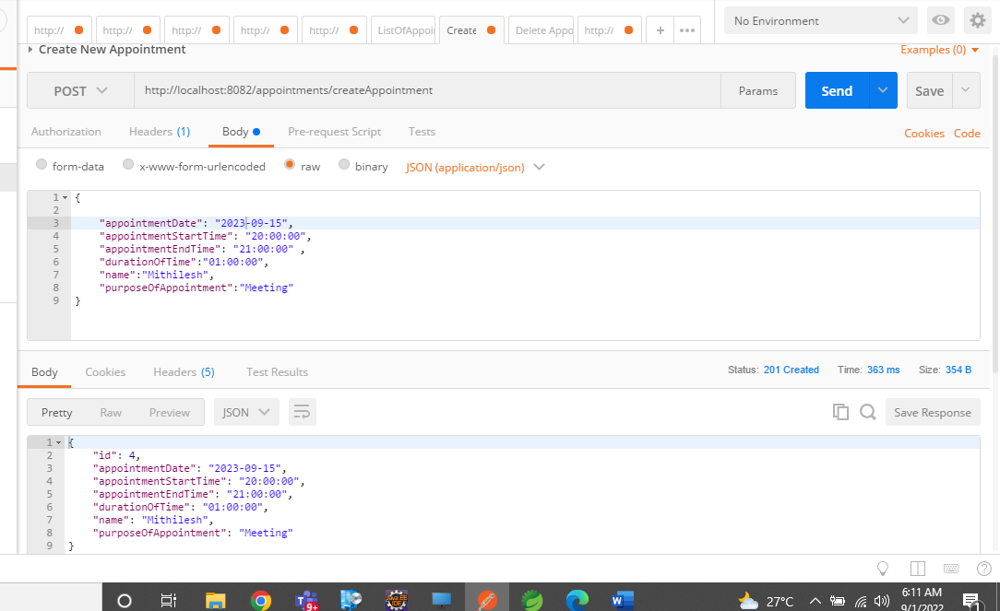 http:// http:// http:// http:// http:// ListOfAppoi Create Delete Appo http:// + ••• No Environment
Create New Appointment Examples (0)
POST http://localhost:8082/appointments/createAppointment Params Send Save
Authorization Headers (1) Body Pre-request Script Tests Cookies Code
form-data x-www-form-urlencoded raw binary JSON (application/json)
1 {
2
3 "appointmentDate": "2023-09-15",
4 "appointmentStartTime": "20:00:00",
5 "appointmentEndTime": "21:00:00" ,
6 "durationOfTime":"01:00:00",
7 "name":"Mithilesh",
8 "purposeOfAppointment":"Meeting"
9 }
Body Cookies Headers (5) Test Results Status: 201 Created Time: 363 ms Size: 354 B
Pretty Raw Preview JSON Save Response
1 {
2 "id": 4,
3 "appointmentDate": "2023-09-15",
4 "appointmentStartTime": "20:00:00",
5 "appointmentEndTime": "21:00:00",
6 "durationOfTime": "01:00:00",
7 "name": "Mithilesh",
8 "purposeOfAppointment": "Meeting"
9 }
27°C 6:11 AM
9/1/2022